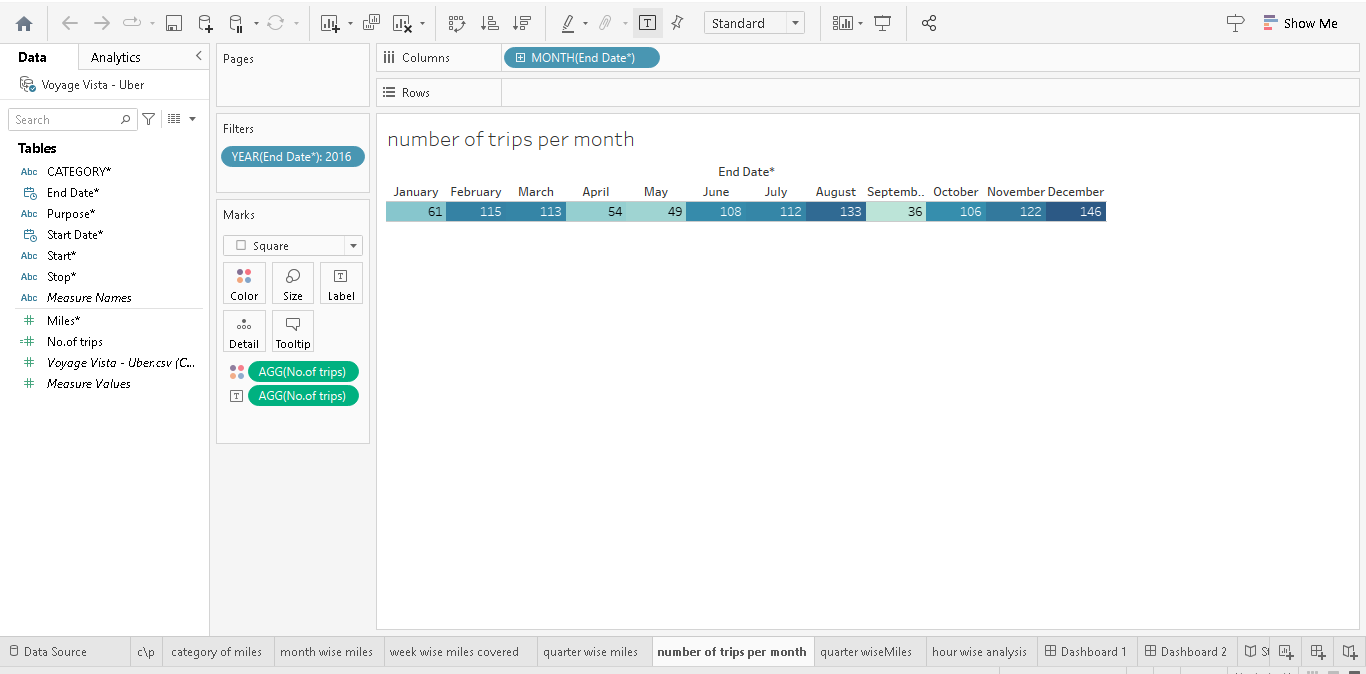 Standard
Show Me
Data
Analytics
Voyage Vista - Uber
Search
Tables
Abc CATEGORY*
End Date*
Abc Purpose*
Start Date*
Abc Start*
Abc Stop*
Abc Measure Names
Miles*
No.of trips
Voyage Vista - Uber.csv (C...
Measure Values
Pages
Filters
YEAR(End Date*): 2016
Marks
Square
Color Size Label
Detail Tooltip
AGG(No.of trips)
AGG(No.of trips)
Columns MONTH(End Date*)
Rows
number of trips per month
End Date*
January February March April May June July August Septemb.. October November December
61 115 113 54 49 108 112 133 36 106 122 146
Data Source c\p category of miles month wise miles week wise miles covered quarter wise miles number of trips per month quarter wiseMiles hour wise analysis Dashboard 1 Dashboard 2